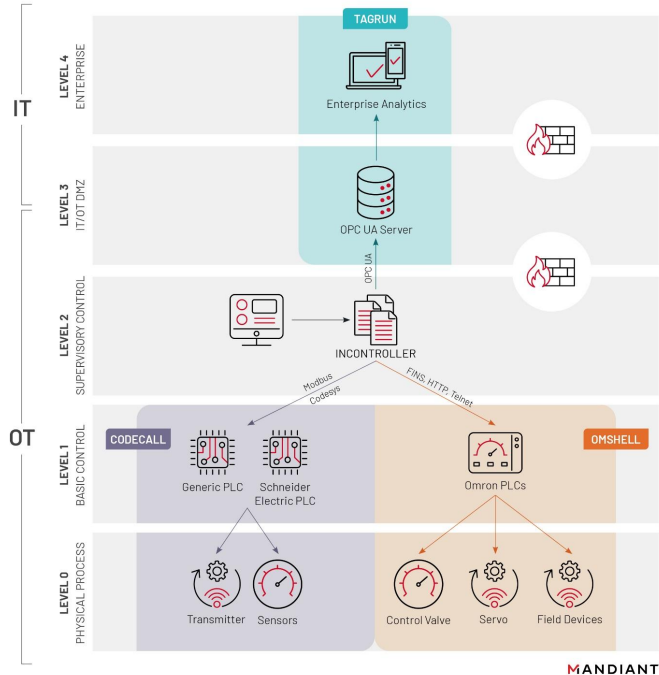 TAGRUN
IT
LEVEL 4
ENTERPRISE
Enterprise Analytics
LEVEL 3
IT/OT DMZ
OPC UA Server
OPC UA
OT
LEVEL 2
SUPERVISORY CONTROL
INCONTROLLER
Modbus
Codesys
FINS, HTTP, Telnet
LEVEL 1
BASIC CONTROL
CODECALL
OMSHELL
Generic PLC
Schneider
Electric PLC
Omron PLCs
LEVEL 0
PHYSICAL PROCESS
Transmitter
Sensors
Control Valve
Servo
Field Devices
MANDIANT